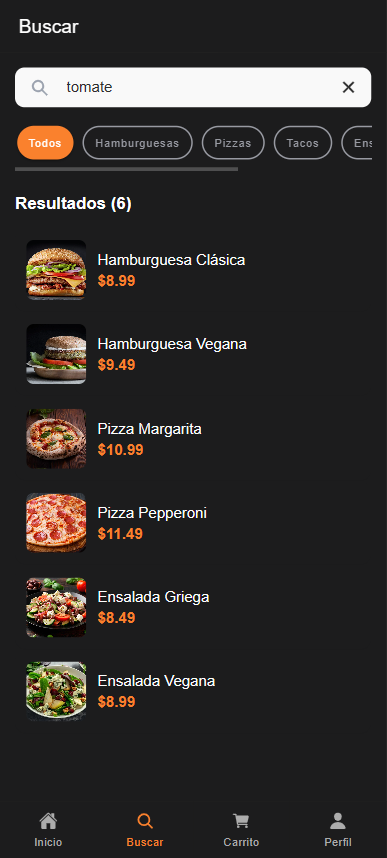 Buscar
tomate
Todos
Hamburguesas
Pizzas
Tacos
Ens
Resultados (6)
Hamburguesa Clásica
$8.99
Hamburguesa Vegana
$9.49
Pizza Margarita
$10.99
Pizza Pepperoni
$11.49
Ensalada Griega
$8.49
Ensalada Vegana
$8.99
Inicio
Buscar
Carrito
Perfil